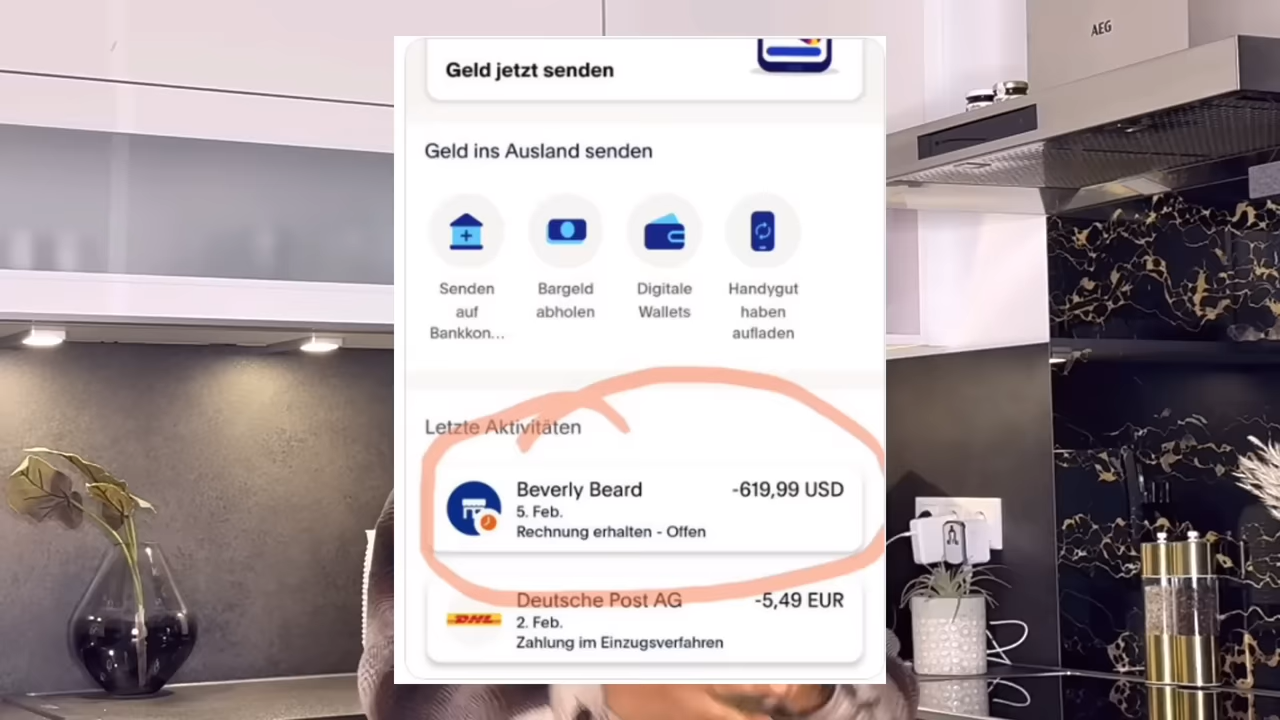 AEG
Geld jetzt senden
Geld ins Ausland senden
Senden
auf
Bankkon...
Bargeld
abholen
Digitale
Wallets
Handygut
haben
aufladen
Letzte Aktivitäten
Beverly Beard
-619,99 USD
5. Feb.
Rechnung erhalten - Offen
Deutsche Post AG
-5,49 EUR
DHL
2. Feb.
Zahlung im Einzugsverfahren